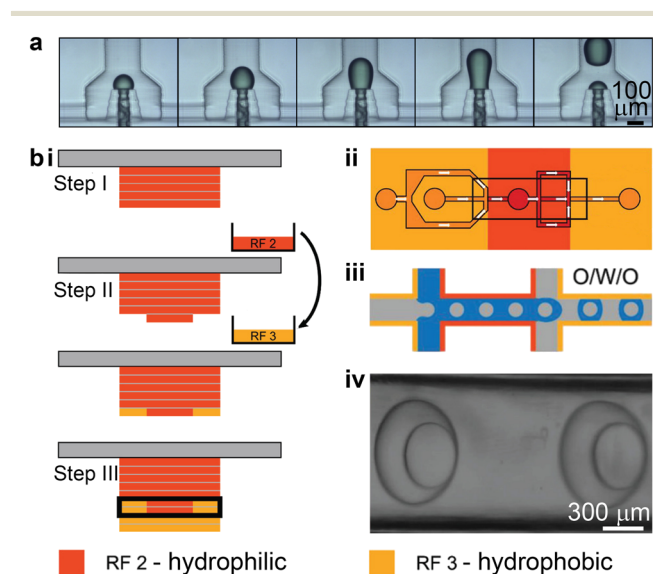 a
100
μm
b i
Step I
RF 2
Step II
RF 3
Step III
ii
iii
O/W/O
iv
300 μm
RF 2 - hydrophilic
RF 3 - hydrophobic